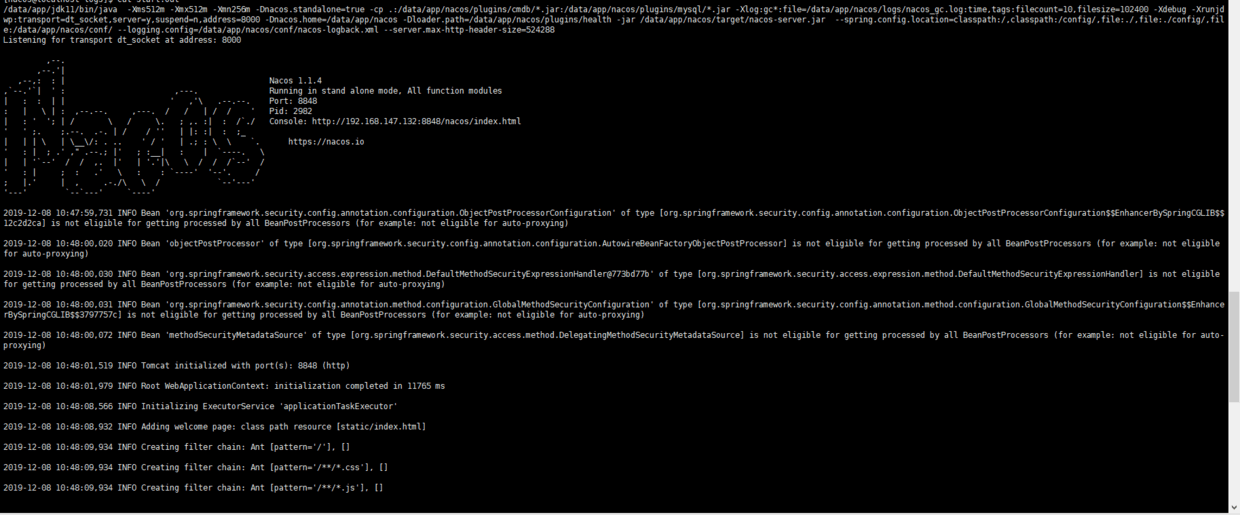 /data/app/jdk11/bin/java  -Xms512m -Xmx512m -Xmn256m -Dnacos.standalone=true -cp .:/data/app/nacos/plugins/cmdb/*.jar:/data/app/nacos/plugins/mysql/*.jar -Xlog:gc*:file=/data/app/nacos/logs/nacos_gc.log:time,tags:filecount=10,filesize=102400 -Xdebug -Xrunjd
wp:transport=dt_socket,server=y,suspend=n,address=8000 -Dnacos.home=/data/app/nacos -Dloader.path=/data/app/nacos/plugins/health -jar /data/app/nacos/target/nacos-server.jar  --spring.config.location=classpath:/,classpath:/config/,file:./,file:./config/,fil
e:/data/app/nacos/conf/ --logging.config=/data/app/nacos/conf/nacos-logback.xml --server.max-http-header-size=524288
Listening for transport dt_socket at address: 8000
Nacos 1.1.4
Running in stand alone mode, All function modules
Port: 8848
Pid: 2982
Console: http://192.168.147.132:8848/nacos/index.html
https://nacos.io
2019-12-08 10:47:59,731 INFO Bean 'org.springframework.security.config.annotation.configuration.ObjectPostProcessorConfiguration' of type [org.springframework.security.config.annotation.configuration.ObjectPostProcessorConfiguration$$EnhancerBySpringCGLIB$$
12c2d2ca] is not eligible for getting processed by all BeanPostProcessors (for example: not eligible for auto-proxying)
2019-12-08 10:48:00,020 INFO Bean 'objectPostProcessor' of type [org.springframework.security.config.annotation.configuration.AutowireBeanFactoryObjectPostProcessor] is not eligible for getting processed by all BeanPostProcessors (for example: not eligible
for auto-proxying)
2019-12-08 10:48:00,030 INFO Bean 'org.springframework.security.access.expression.method.DefaultMethodSecurityExpressionHandler@773bd77b' of type [org.springframework.security.access.expression.method.DefaultMethodSecurityExpressionHandler] is not eligible
for getting processed by all BeanPostProcessors (for example: not eligible for auto-proxying)
2019-12-08 10:48:00,031 INFO Bean 'org.springframework.security.config.annotation.method.configuration.GlobalMethodSecurityConfiguration' of type [org.springframework.security.config.annotation.method.configuration.GlobalMethodSecurityConfiguration$$Enhance
rBySpringCGLIB$$3797757c] is not eligible for getting processed by all BeanPostProcessors (for example: not eligible for auto-proxying)
2019-12-08 10:48:00,072 INFO Bean 'methodSecurityMetadataSource' of type [org.springframework.security.access.method.DelegatingMethodSecurityMetadataSource] is not eligible for getting processed by all BeanPostProcessors (for example: not eligible for auto-
proxying)
2019-12-08 10:48:01,519 INFO Tomcat initialized with port(s): 8848 (http)
2019-12-08 10:48:01,979 INFO Root WebApplicationContext: initialization completed in 11765 ms
2019-12-08 10:48:08,566 INFO Initializing ExecutorService 'applicationTaskExecutor'
2019-12-08 10:48:08,932 INFO Adding welcome page: class path resource [static/index.html]
2019-12-08 10:48:09,934 INFO Creating filter chain: Ant [pattern='/'], []
2019-12-08 10:48:09,934 INFO Creating filter chain: Ant [pattern='/**/*.css'], []
2019-12-08 10:48:09,934 INFO Creating filter chain: Ant [pattern='/**/*.js'], []